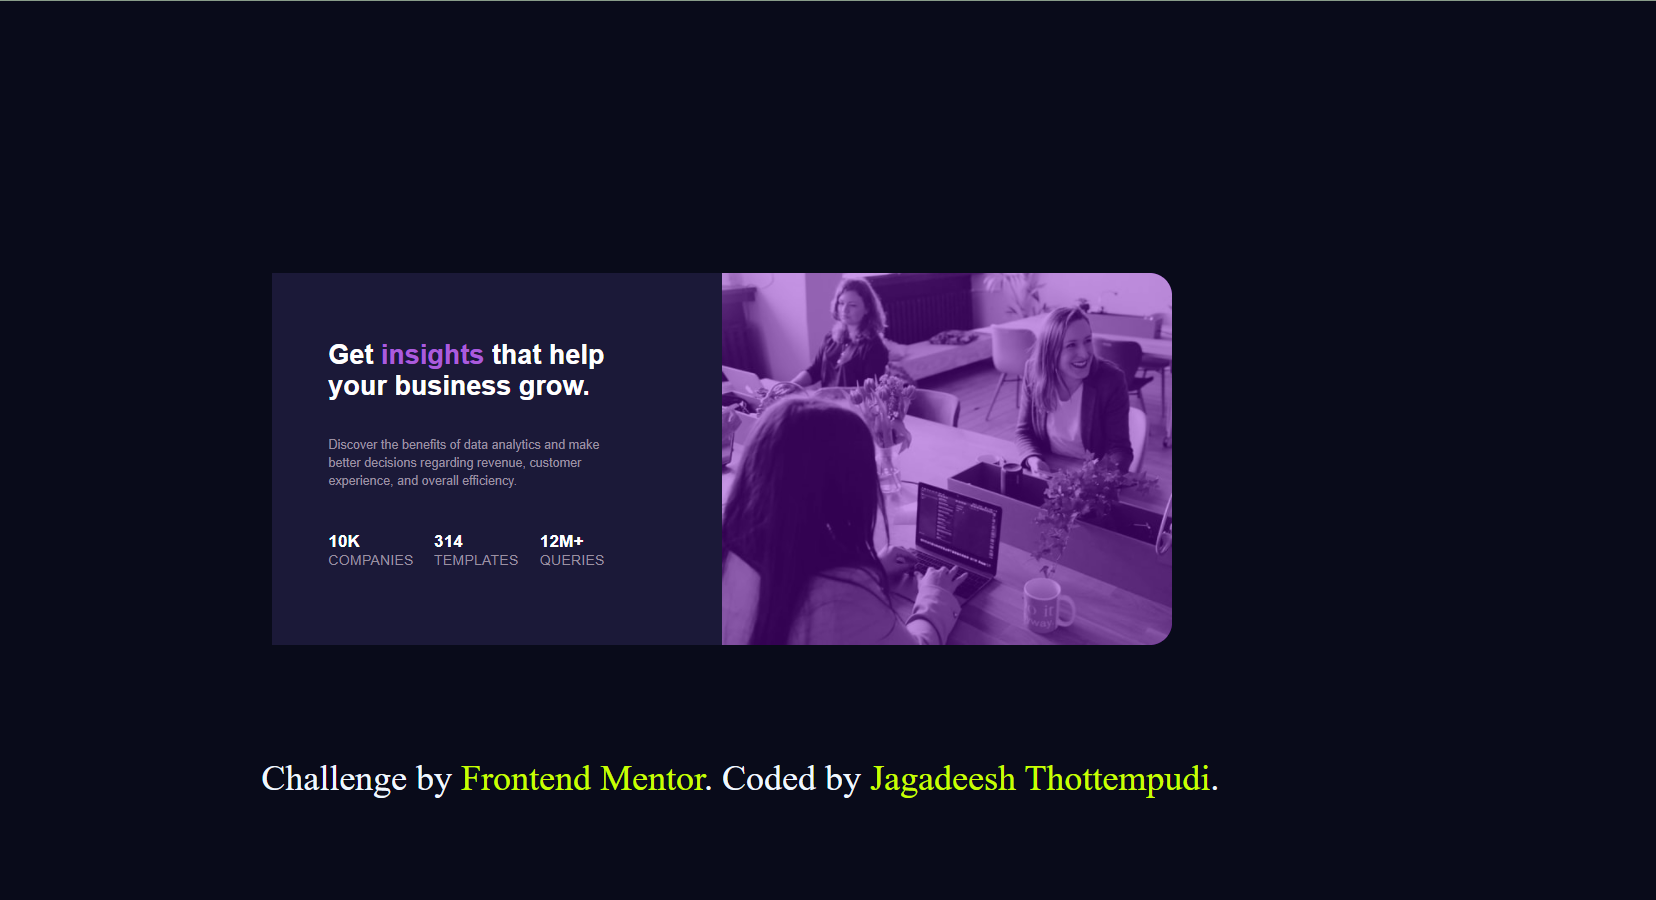 Get insights that help
your business grow.
Discover the benefits of data analytics and make
better decisions regarding revenue, customer
experience, and overall efficiency.
10K 314 12M+
COMPANIES TEMPLATES QUERIES
Challenge by Frontend Mentor. Coded by Jagadeesh Thottempudi.